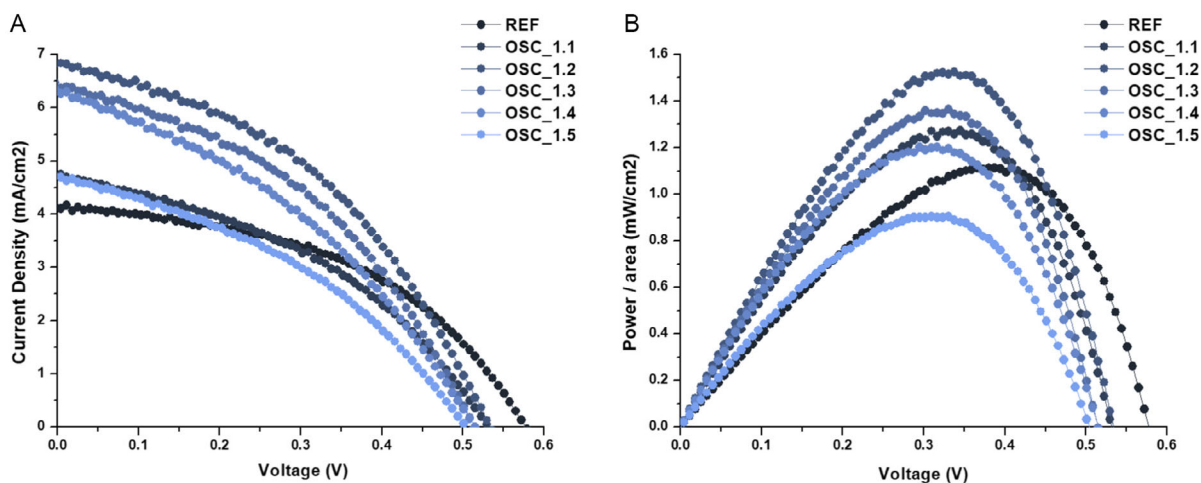 A
REF
OSC_1.1
OSC_1.2
OSC_1.3
OSC_1.4
OSC_1.5
7
6
5
4
3
2
1
0
0.0 0.1 0.2 0.3 0.4 0.5 0.6
Current Density (mA/cm2)
Voltage (V)
B
REF
OSC_1.1
OSC_1.2
OSC_1.3
OSC_1.4
OSC_1.5
1.6
1.4
1.2
1.0
0.8
0.6
0.4
0.2
0.0
0.0 0.1 0.2 0.3 0.4 0.5 0.6
Power / area (mW/cm2)
Voltage (V)